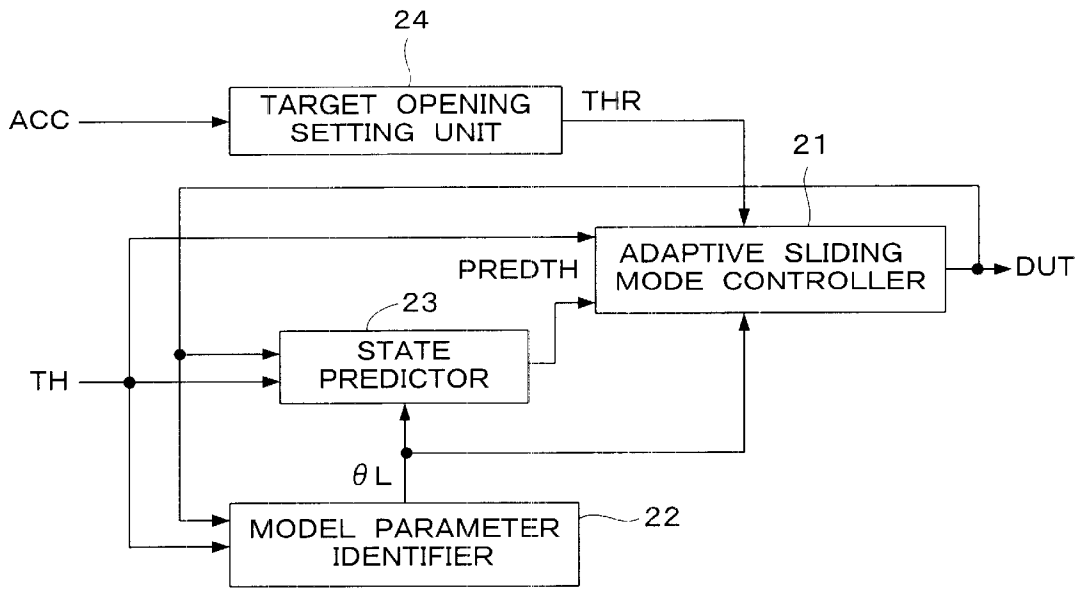 24
ACC
TARGET OPENING
SETTING UNIT
THR
21
ADAPTIVE SLIDING
MODE CONTROLLER
DUT
PREDTH
23
STATE
PREDICTOR
TH
θL
MODEL PARAMETER
IDENTIFIER
22